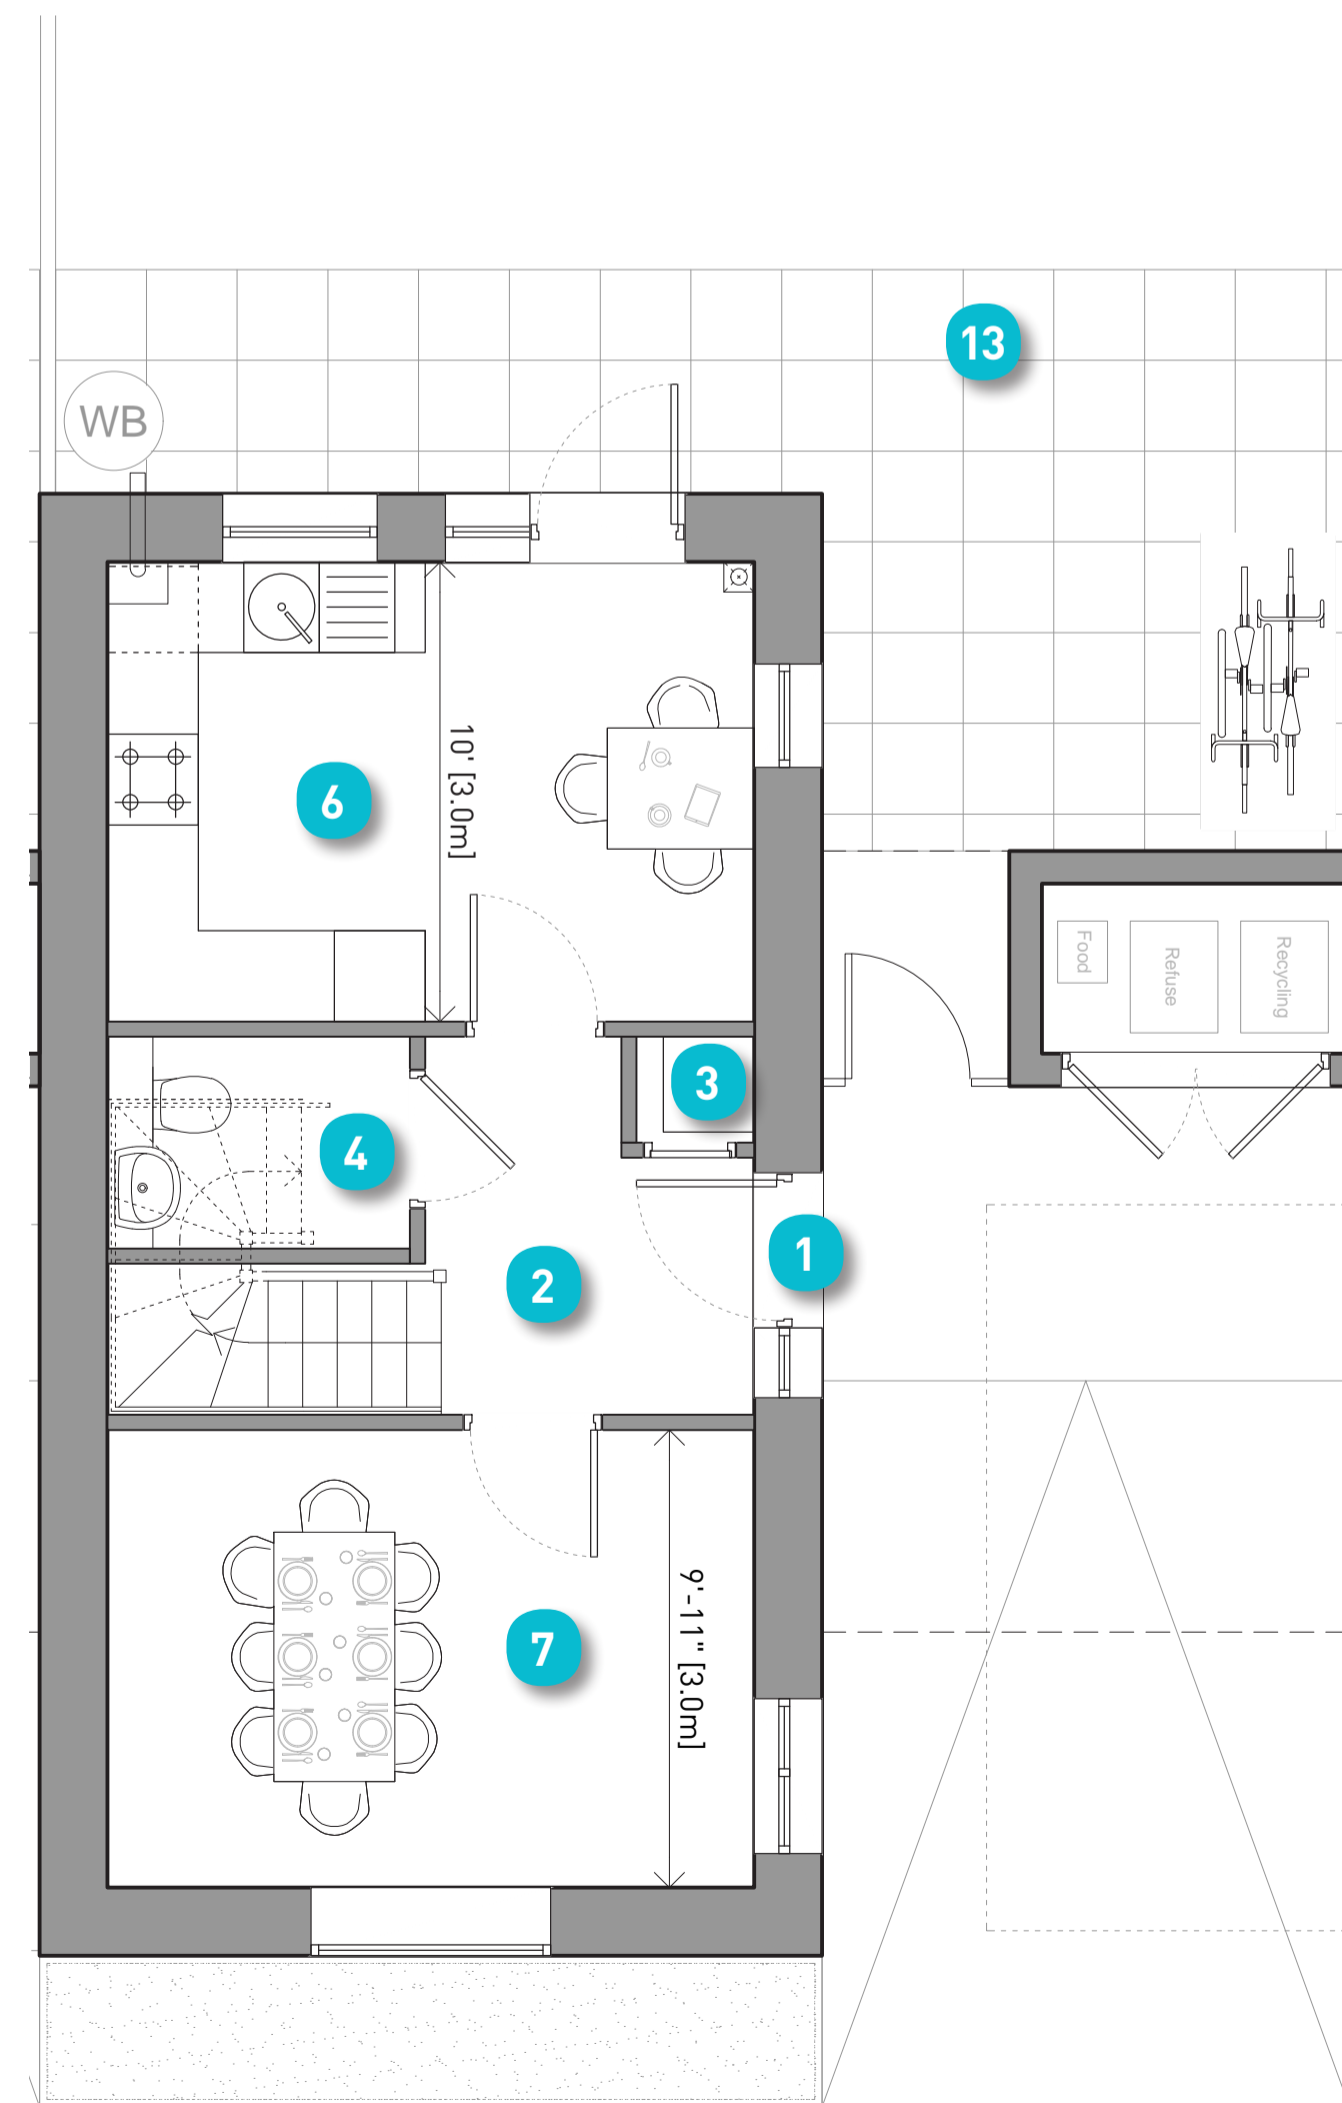 13
WB
10' [3.0m]
6
Food
Refuse
Recycling
3
4
1
2
9'-11" [3.0m]
7